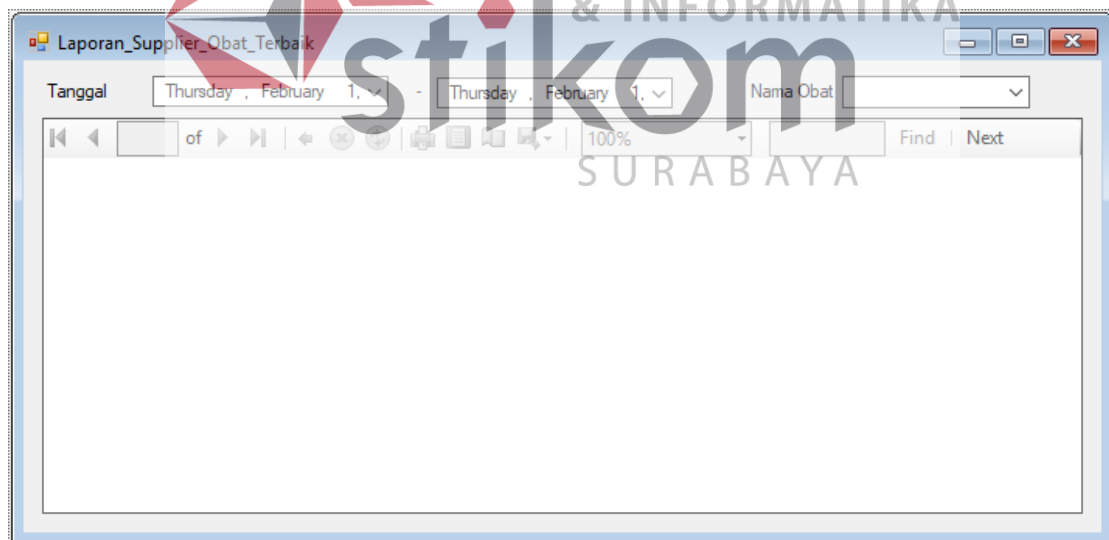 & INFORMATIKA
Laporan_Supplier_Obat_Terbaik
Tanggal Thursday , February 1, - Thursday , February 1, Nama Obat
of 100% Find Next
stikom
SURABAYA